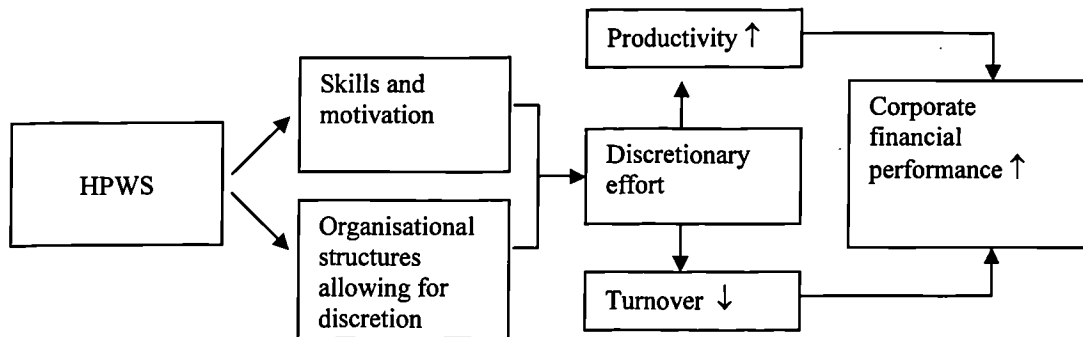 HPWS
Skills and
motivation
Organisational
structures
allowing for
discretion
Productivity ↑
Discretionary
effort
Turnover ↓
Corporate
financial
performance ↑